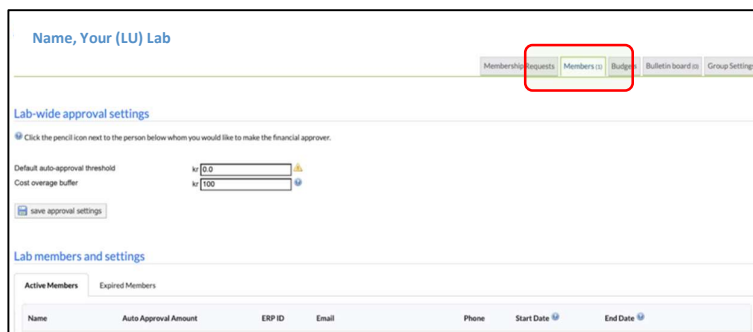 Name, Your (LU) Lab
Membership Requests Members (1) Budgets Bulletin board (0) Group Settings
Lab-wide approval settings
Click the pencil icon next to the person below whom you would like to make the financial approver.
Default auto-approval threshold kr 0.0
Cost overage buffer kr 100
save approval settings
Lab members and settings
Active Members Expired Members
Name Auto Approval Amount ERP ID Email Phone Start Date End Date